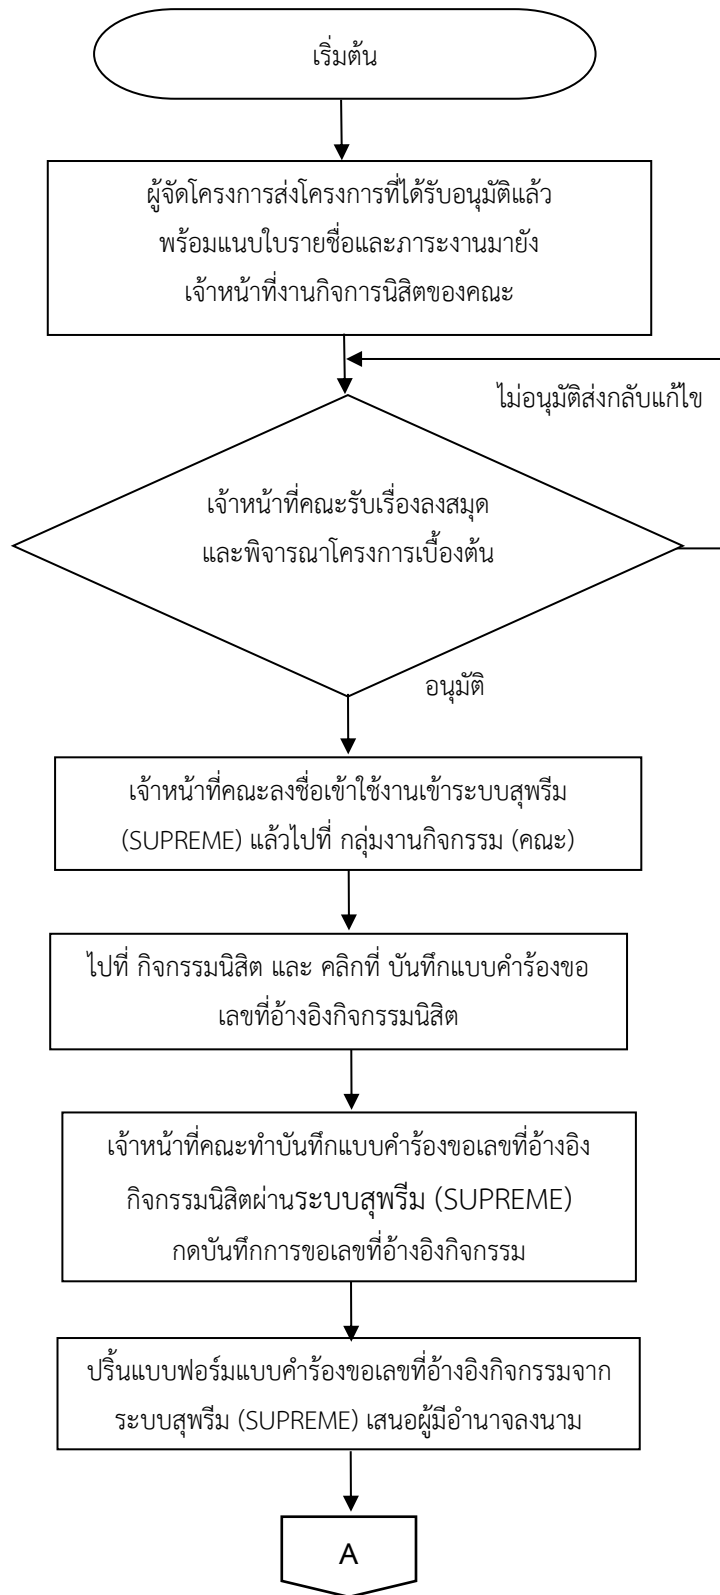 เริ่มต้น
ผู้จัดโครงการส่งโครงการที่ได้รับอนุมัติแล้ว
พร้อมแนบใบรายชื่อและภาระงานมายัง
เจ้าหน้าที่งานกิจการนิสิตของคณะ
ไม่อนุมัติส่งกลับแก้ไข
เจ้าหน้าที่คณะรับเรื่องลงสมุด
และพิจารณาโครงการเบื้องต้น
อนุมัติ
เจ้าหน้าที่คณะลงชื่อเข้าใช้งานเข้าระบบสุพรีม
(SUPREME) แล้วไปที่ กลุ่มงานกิจกรรม (คณะ)
ไปที่ กิจกรรมนิสิต และ คลิกที่ บันทึกแบบคำร้องขอ
เลขที่อ้างอิงกิจกรรมนิสิต
เจ้าหน้าที่คณะทำบันทึกแบบคำร้องขอเลขที่อ้างอิง
กิจกรรมนิสิตผ่านระบบสุพรีม (SUPREME)
กดบันทึกการขอเลขที่อ้างอิงกิจกรรม
ปริ้นแบบฟอร์มแบบคำร้องขอเลขที่อ้างอิงกิจกรรมจาก
ระบบสุพรีม (SUPREME) เสนอผู้มีอำนาจลงนาม
A